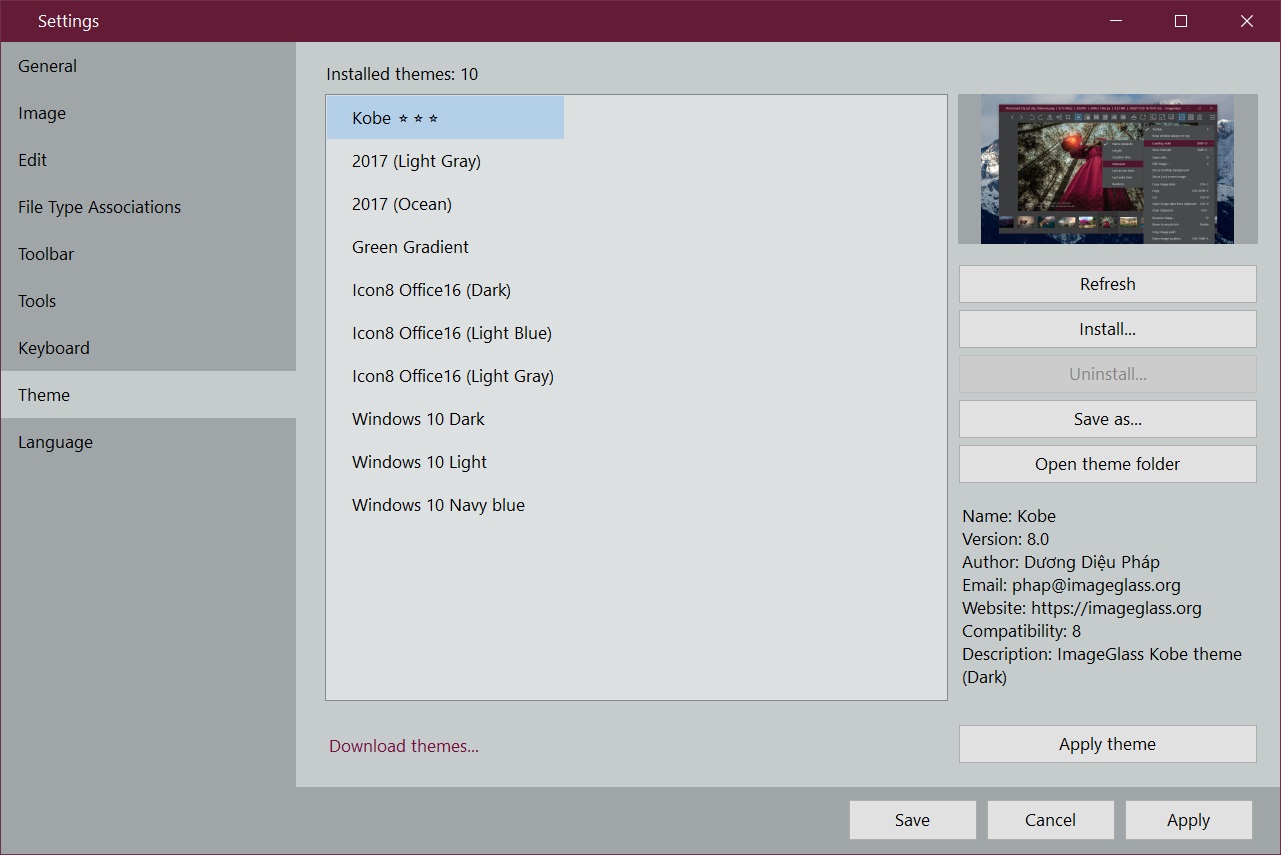 Settings
General
Image
Edit
File Type Associations
Toolbar
Tools
Keyboard
Theme
Language
Installed themes: 10
Kobe ☆ ☆ ☆
2017 (Light Gray)
2017 (Ocean)
Green Gradient
Icon8 Office16 (Dark)
Icon8 Office16 (Light Blue)
Icon8 Office16 (Light Gray)
Windows 10 Dark
Windows 10 Light
Windows 10 Navy blue
Download themes...
Refresh
Install...
Uninstall...
Save as...
Open theme folder
Name: Kobe
Version: 8.0
Author: Dương Diệu Pháp
Email: phap@imageglass.org
Website: https://imageglass.org
Compatibility: 8
Description: ImageGlass Kobe theme
(Dark)
Apply theme
Save
Cancel
Apply